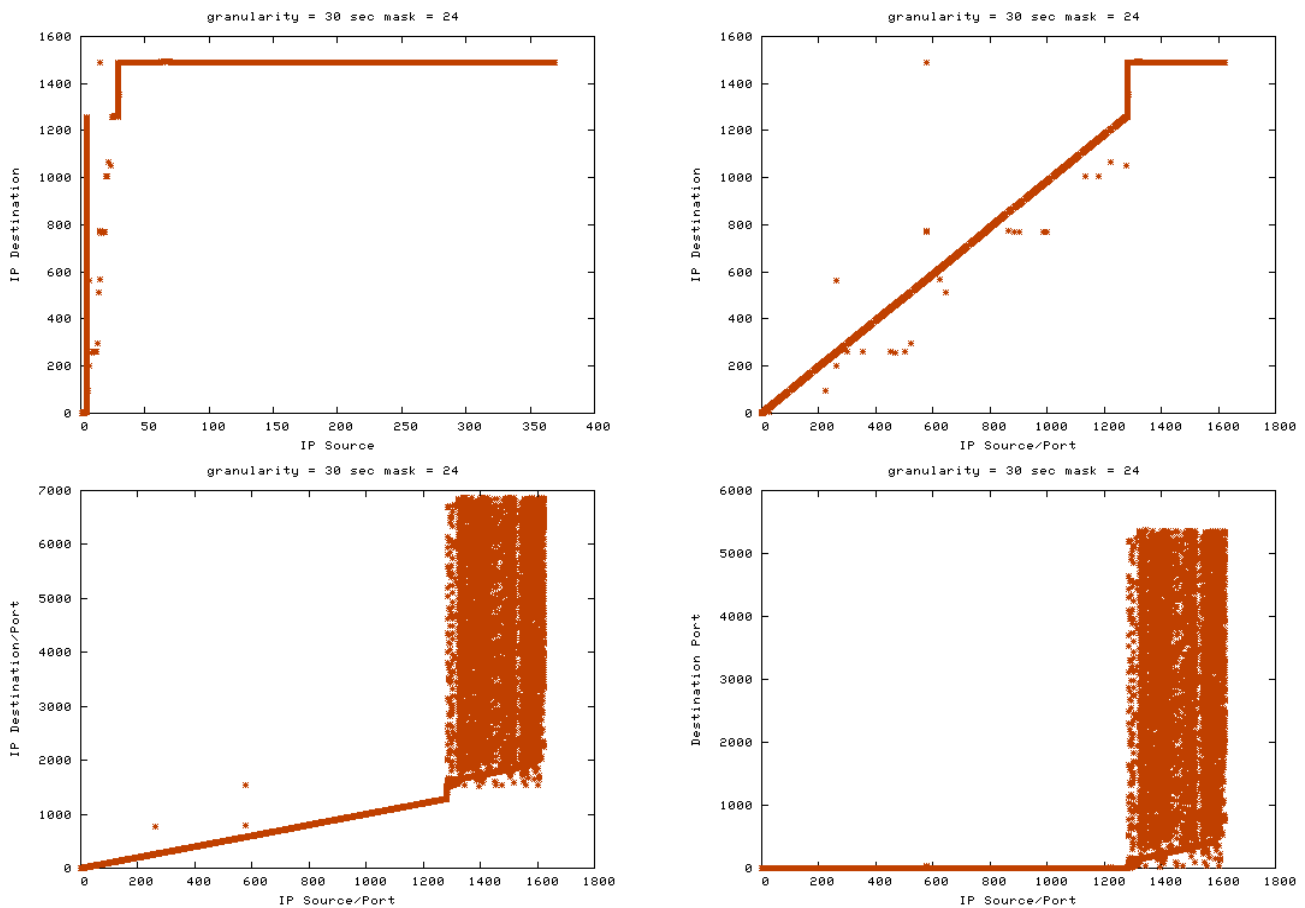 granularity = 30 sec mask = 24
1600
1400
1200
1000
800
600
400
200
0
IP Destination
0 50 100 150 200 250 300 350 400
IP Source
granularity = 30 sec mask = 24
1600
1400
1200
1000
800
600
400
200
0
IP Destination
0 200 400 600 800 1000 1200 1400 1600 1800
IP Source/Port
granularity = 30 sec mask = 24
7000
6000
5000
4000
3000
2000
1000
0
IP Destination/Port
0 200 400 600 800 1000 1200 1400 1600 1800
IP Source/Port
granularity = 30 sec mask = 24
6000
5000
4000
3000
2000
1000
0
Destination Port
0 200 400 600 800 1000 1200 1400 1600 1800
IP Source/Port